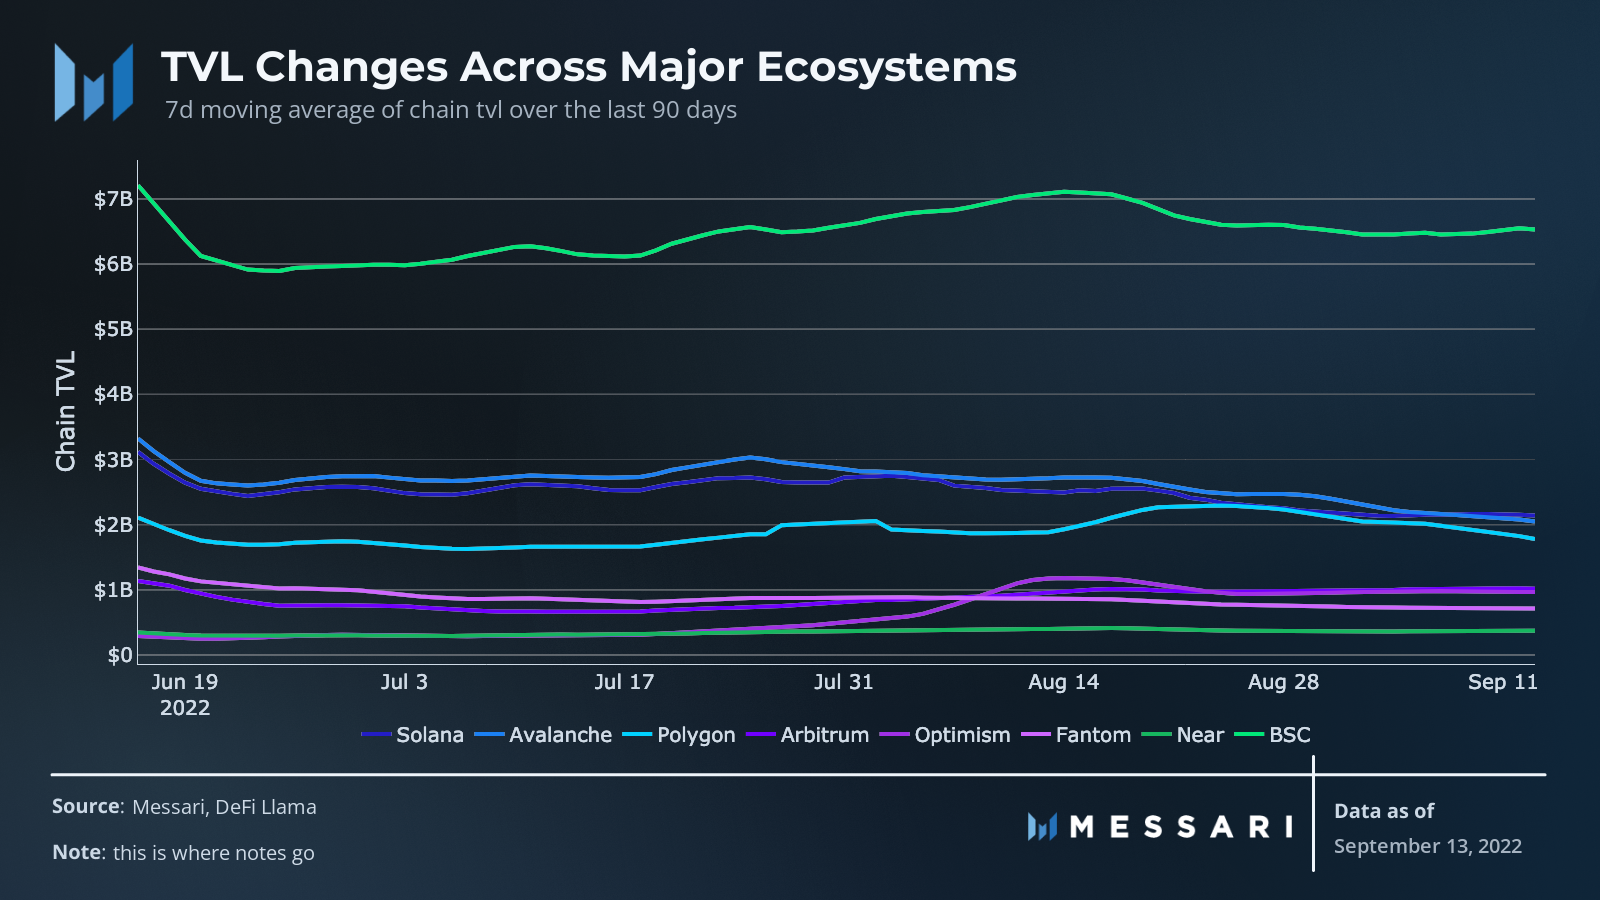 TVL Changes Across Major Ecosystems
7d moving average of chain tvl over the last 90 days
Chain TVL
$7B
$6B
$5B
$4B
$3B
$2B
$1B
$0
Jun 19 Jul 3 Jul 17 Jul 31 Aug 14 Aug 28 Sep 11
2022
Solana Avalanche Polygon Arbitrum Optimism Fantom Near BSC
Source: Messari, DeFi Llama
Note: this is where notes go
MESSARI
Data as of
September 13, 2022